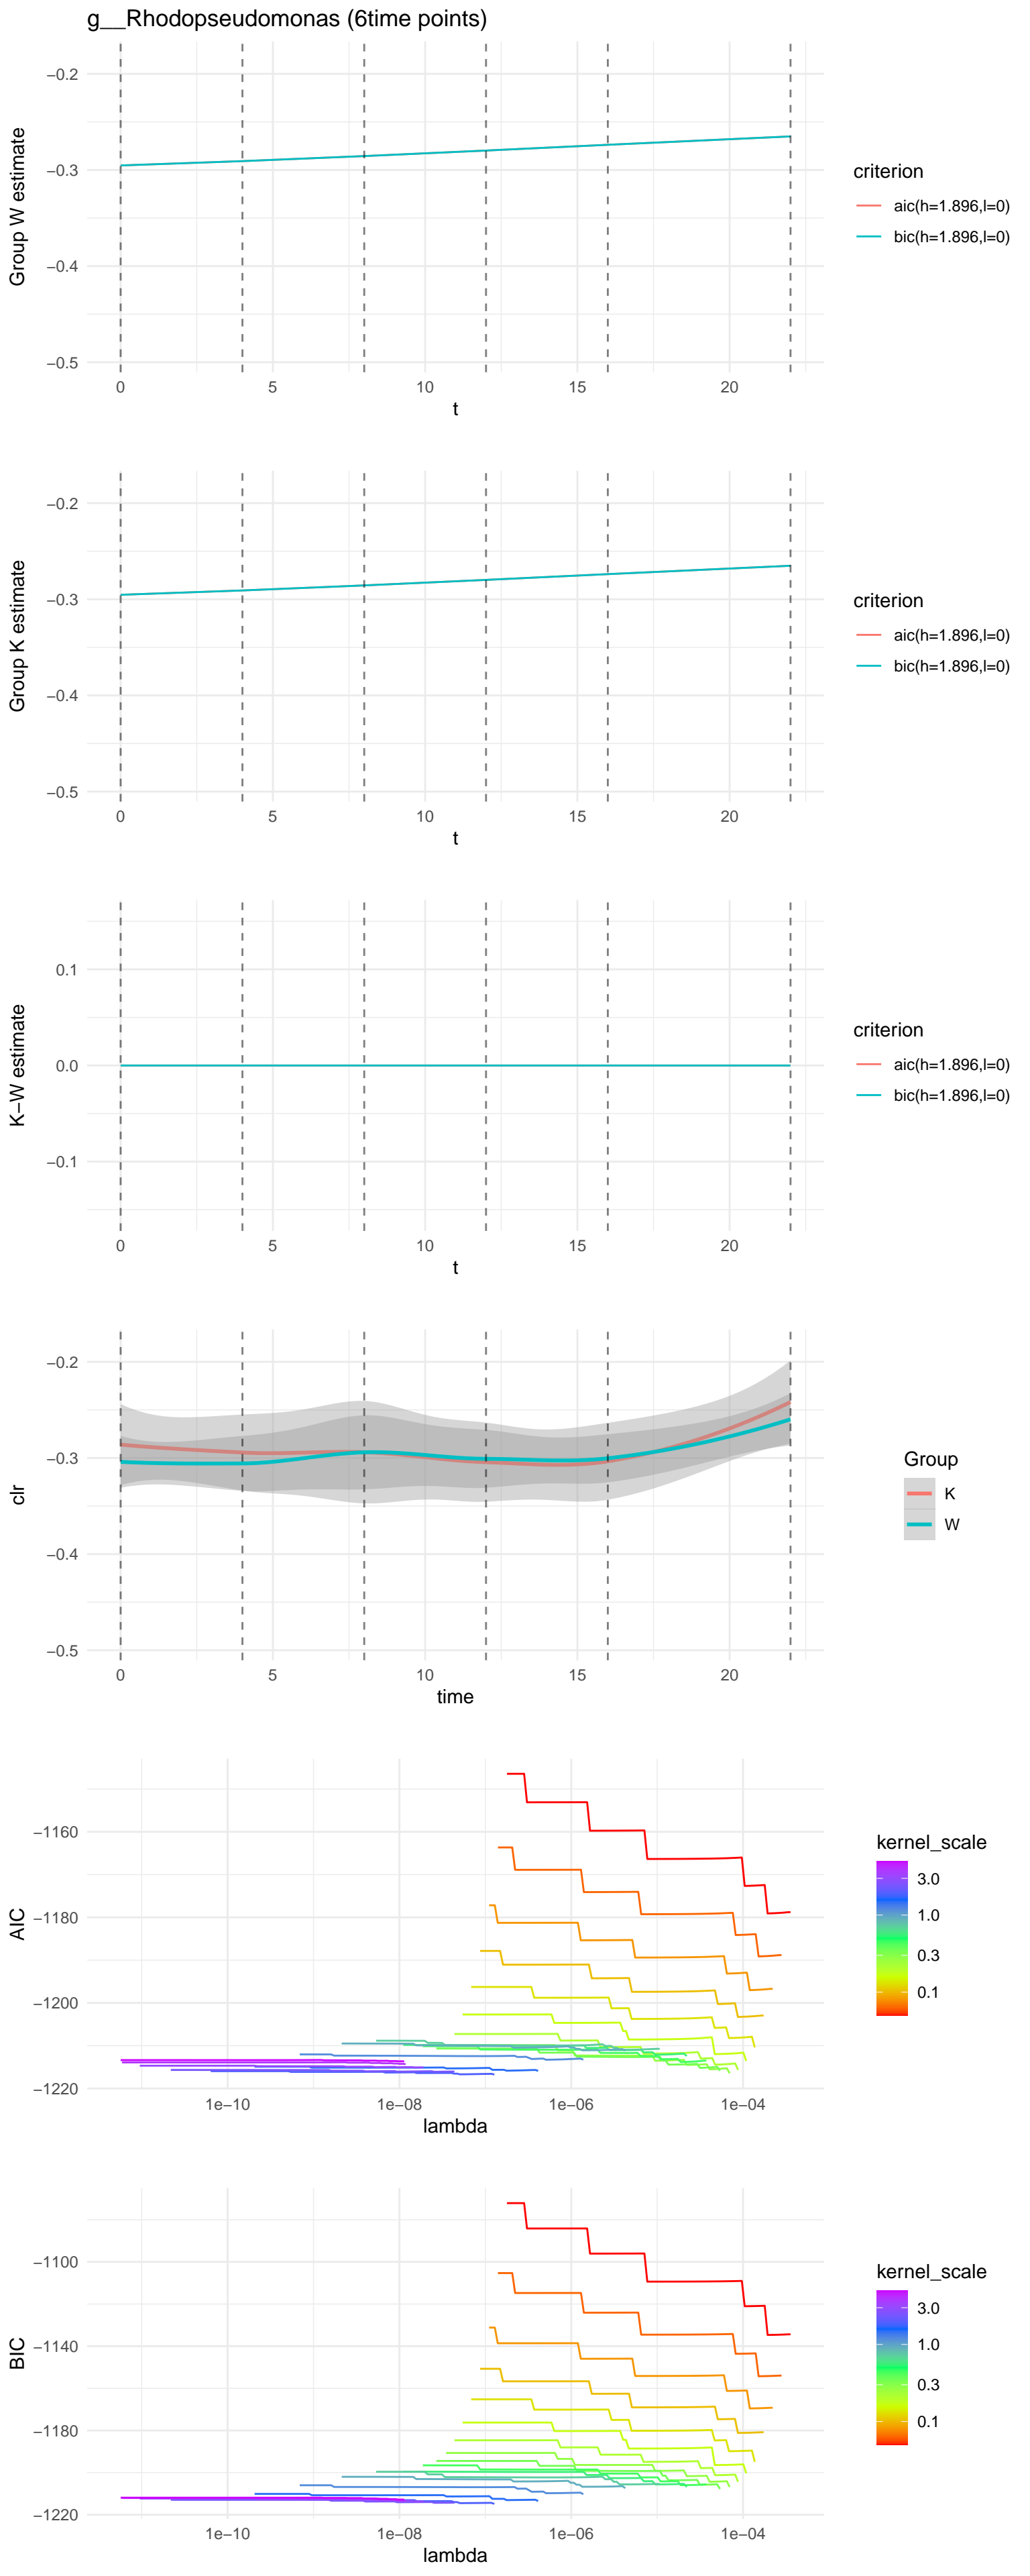 g__Rhodopseudomonas (6time points)
Group W estimate
−0.2
−0.3
−0.4
−0.5
0 5 10 15 20
t
criterion
aic(h=1.896,l=0)
bic(h=1.896,l=0)
Group K estimate
−0.2
−0.3
−0.4
−0.5
0 5 10 15 20
t
criterion
aic(h=1.896,l=0)
bic(h=1.896,l=0)
K−W estimate
0.1
0.0
−0.1
0 5 10 15 20
t
criterion
aic(h=1.896,l=0)
bic(h=1.896,l=0)
clr
−0.2
−0.3
−0.4
−0.5
0 5 10 15 20
time
Group
K
W
AIC
−1160
−1180
−1200
−1220
1e−10 1e−08 1e−06 1e−04
lambda
kernel_scale
3.0
1.0
0.3
0.1
BIC
−1100
−1140
−1180
−1220
1e−10 1e−08 1e−06 1e−04
lambda
kernel_scale
3.0
1.0
0.3
0.1